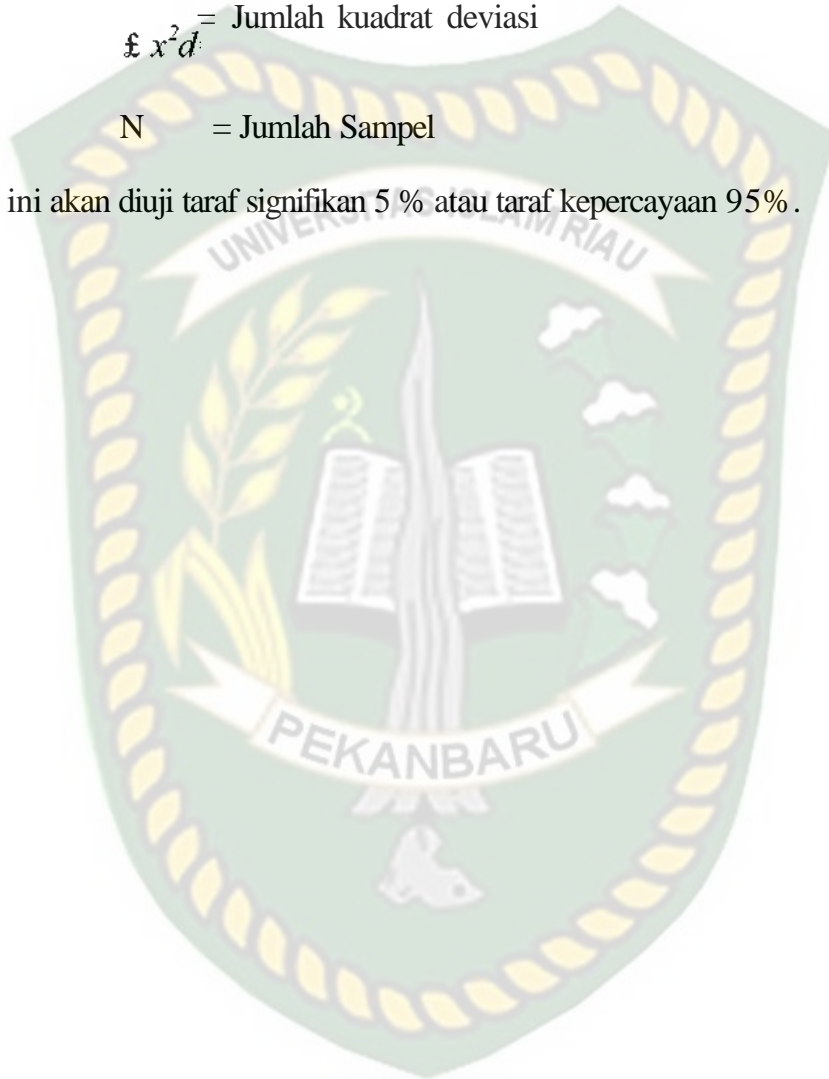 = Jumlah kuadrat deviasi
£ x²d
N = Jumlah Sampel
ini akan diuji taraf signifikan 5 % atau taraf kepercayaan 95%.
UNIVERSITAS ISLAM RIAU
PEKANBARU